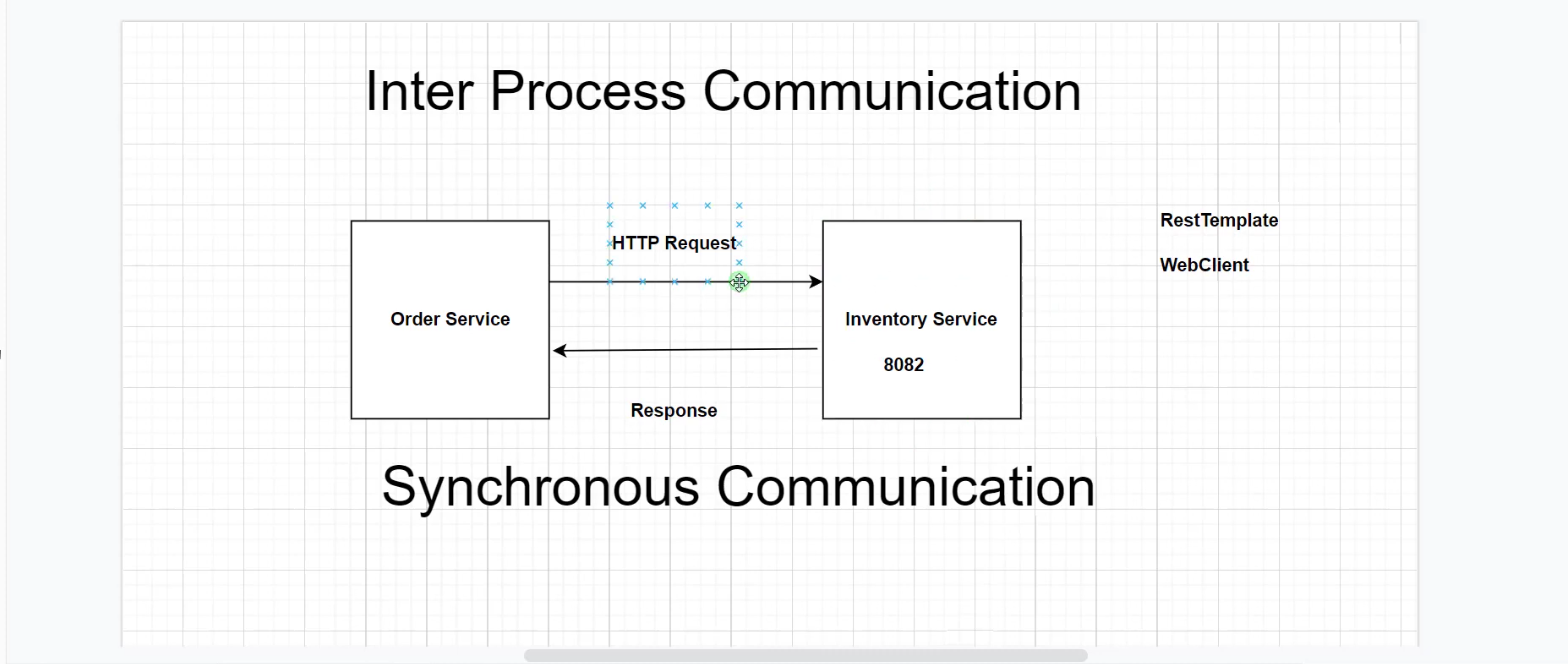 Inter Process Communication
HTTP Request
RestTemplate
WebClient
Order Service
Inventory Service
8082
Response
Synchronous Communication